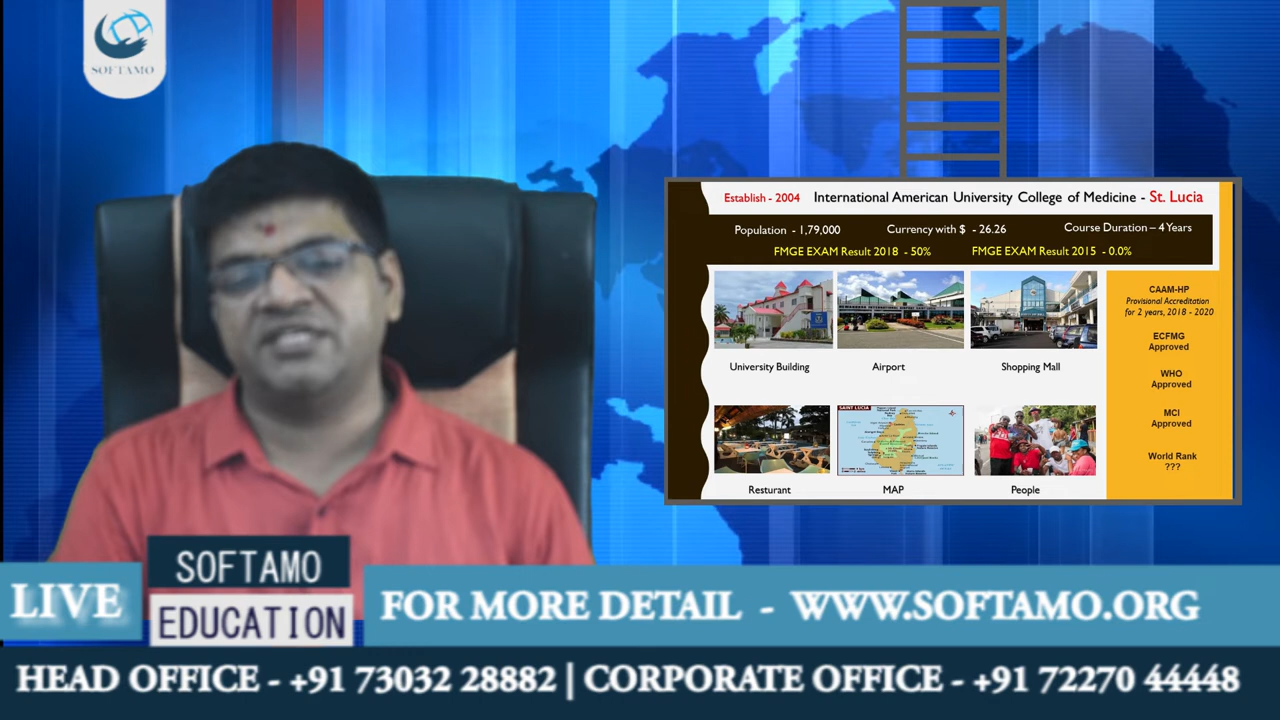 SOFTAMO
Establish - 2004 International American University College of Medicine - St. Lucia
Population - 1,79,000 Currency with $ - 26.26 Course Duration – 4 Years
FMGE EXAM Result 2018 - 50% FMGE EXAM Result 2015 - 0.0%
CAAM-HP
Provisional Accreditation
for 2 years, 2018 - 2020
ECFMG
Approved
WHO
Approved
MCI
Approved
World Rank
???
University Building Airport Shopping Mall
SAINT LUCIA
Resturant MAP People
LIVE
SOFTAMO
EDUCATION
FOR MORE DETAIL - WWW.SOFTAMO.ORG
HEAD OFFICE - +91 73032 28882 | CORPORATE OFFICE - +91 72270 44448